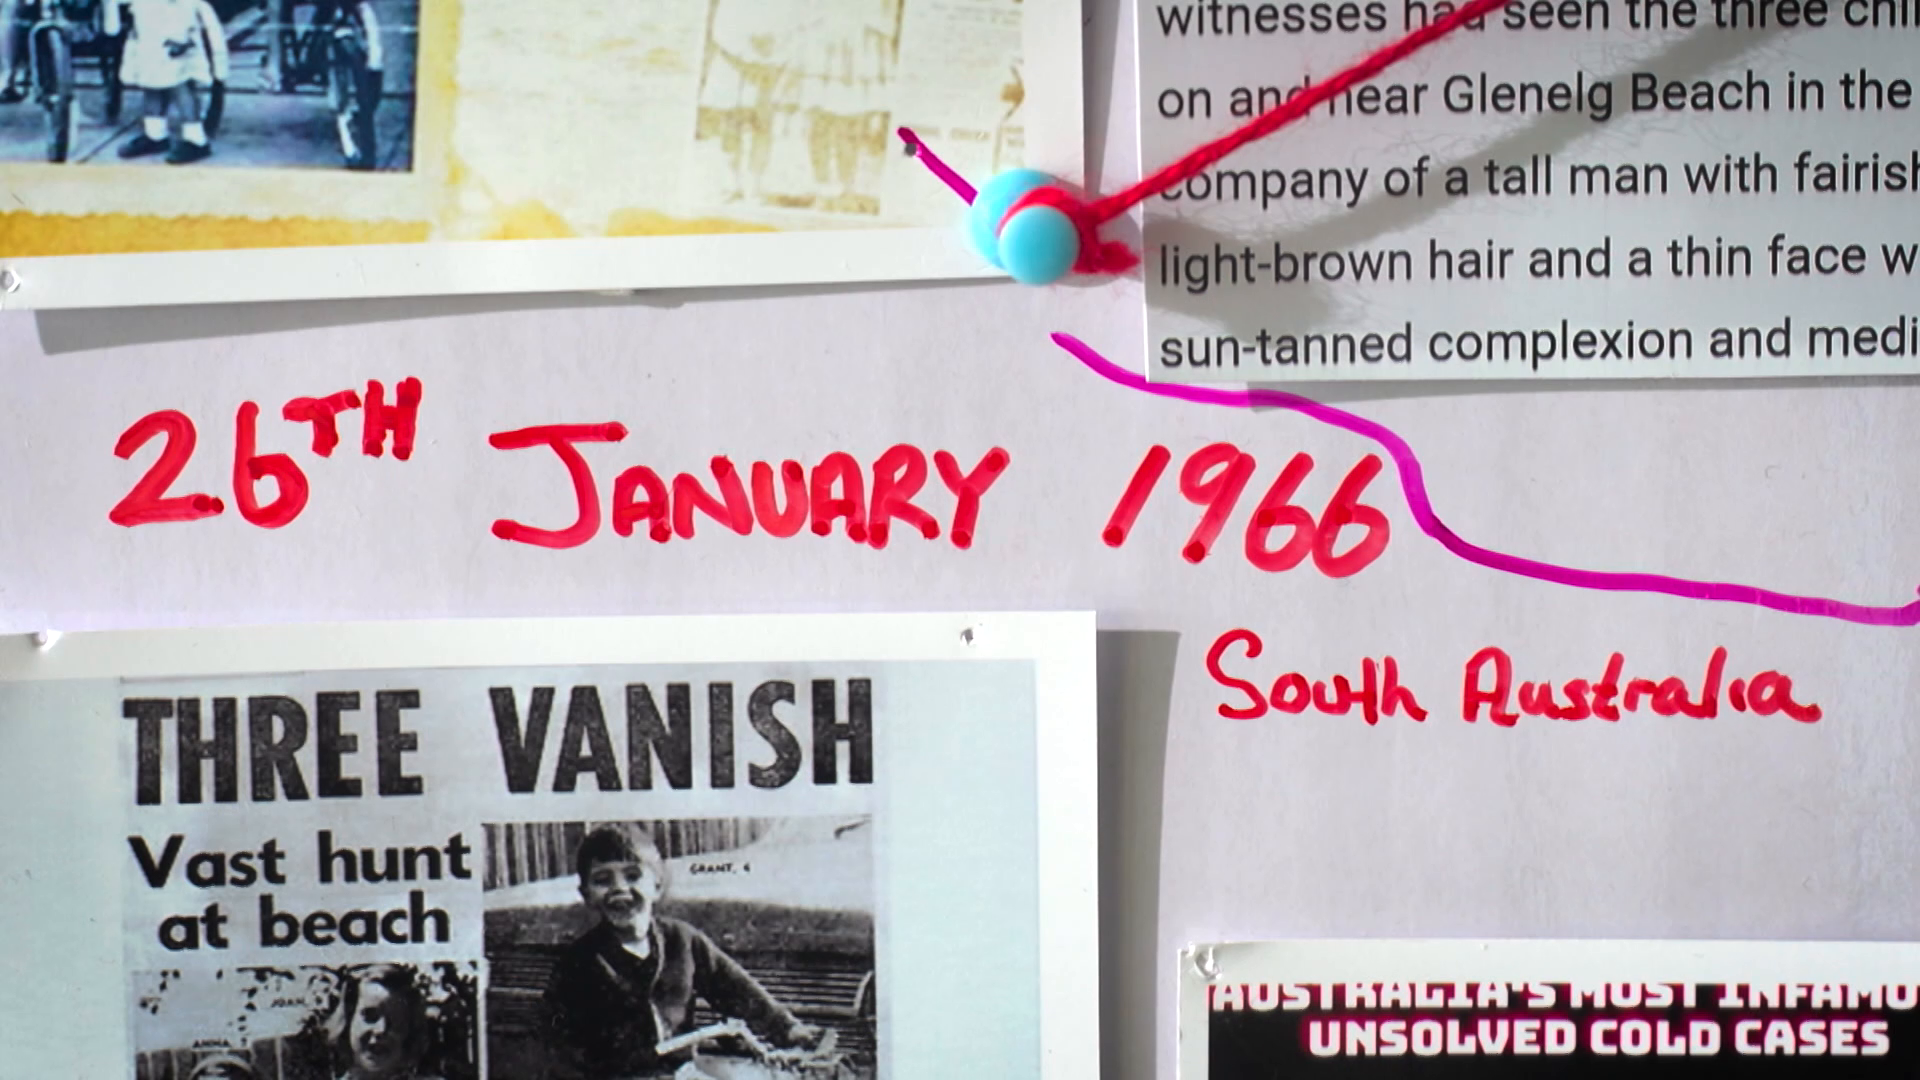 witnesses had seen the three chil
on and near Glenelg Beach in the
company of a tall man with fairish
light-brown hair and a thin face w
sun-tanned complexion and medi
26TH JANUARY 1966
South Australia
THREE VANISH
Vast hunt
at beach
GRANT, 4
JOAN,
ANNA, 7
AUSTRALIA'S MOST INFAMO
UNSOLVED COLD CASES